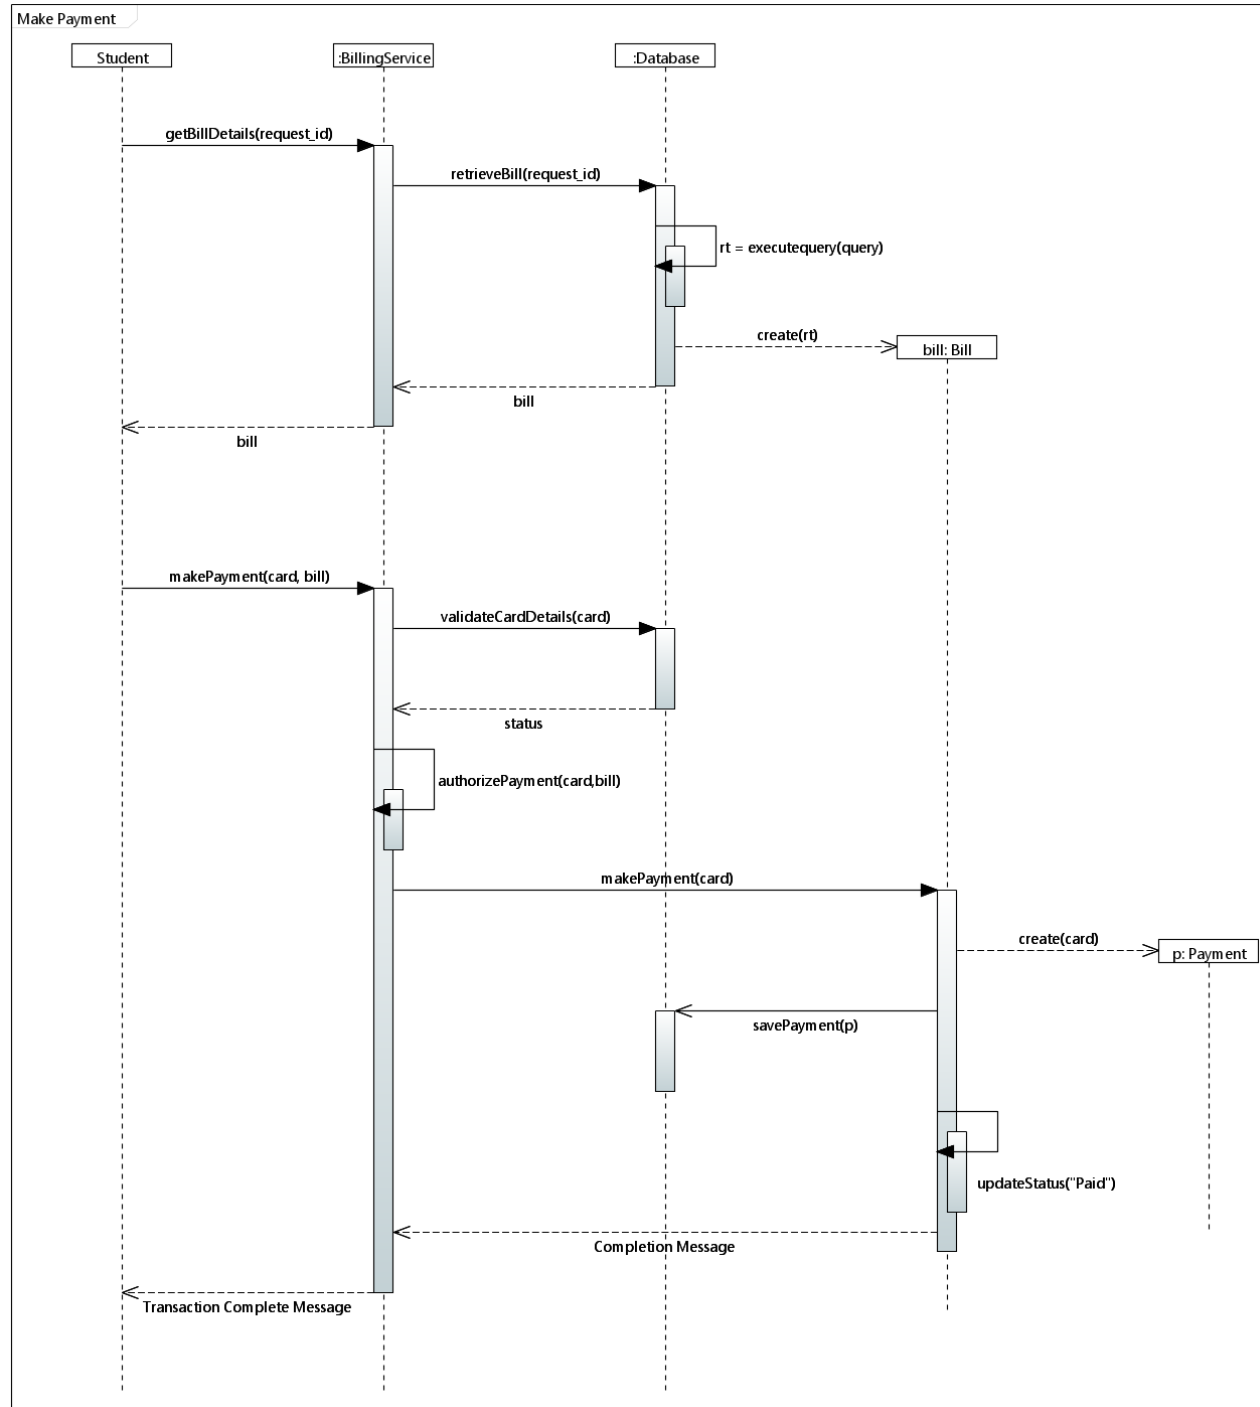 Make Payment
Student
:BillingService
:Database
getBillDetails(request_id)
retrieveBill(request_id)
rt = executequery(query)
create(rt)
bill: Bill
bill
bill
makePayment(card, bill)
validateCardDetails(card)
status
authorizePayment(card,bill)
makePayment(card)
create(card)
p: Payment
savePayment(p)
updateStatus("Paid")
Completion Message
Transaction Complete Message